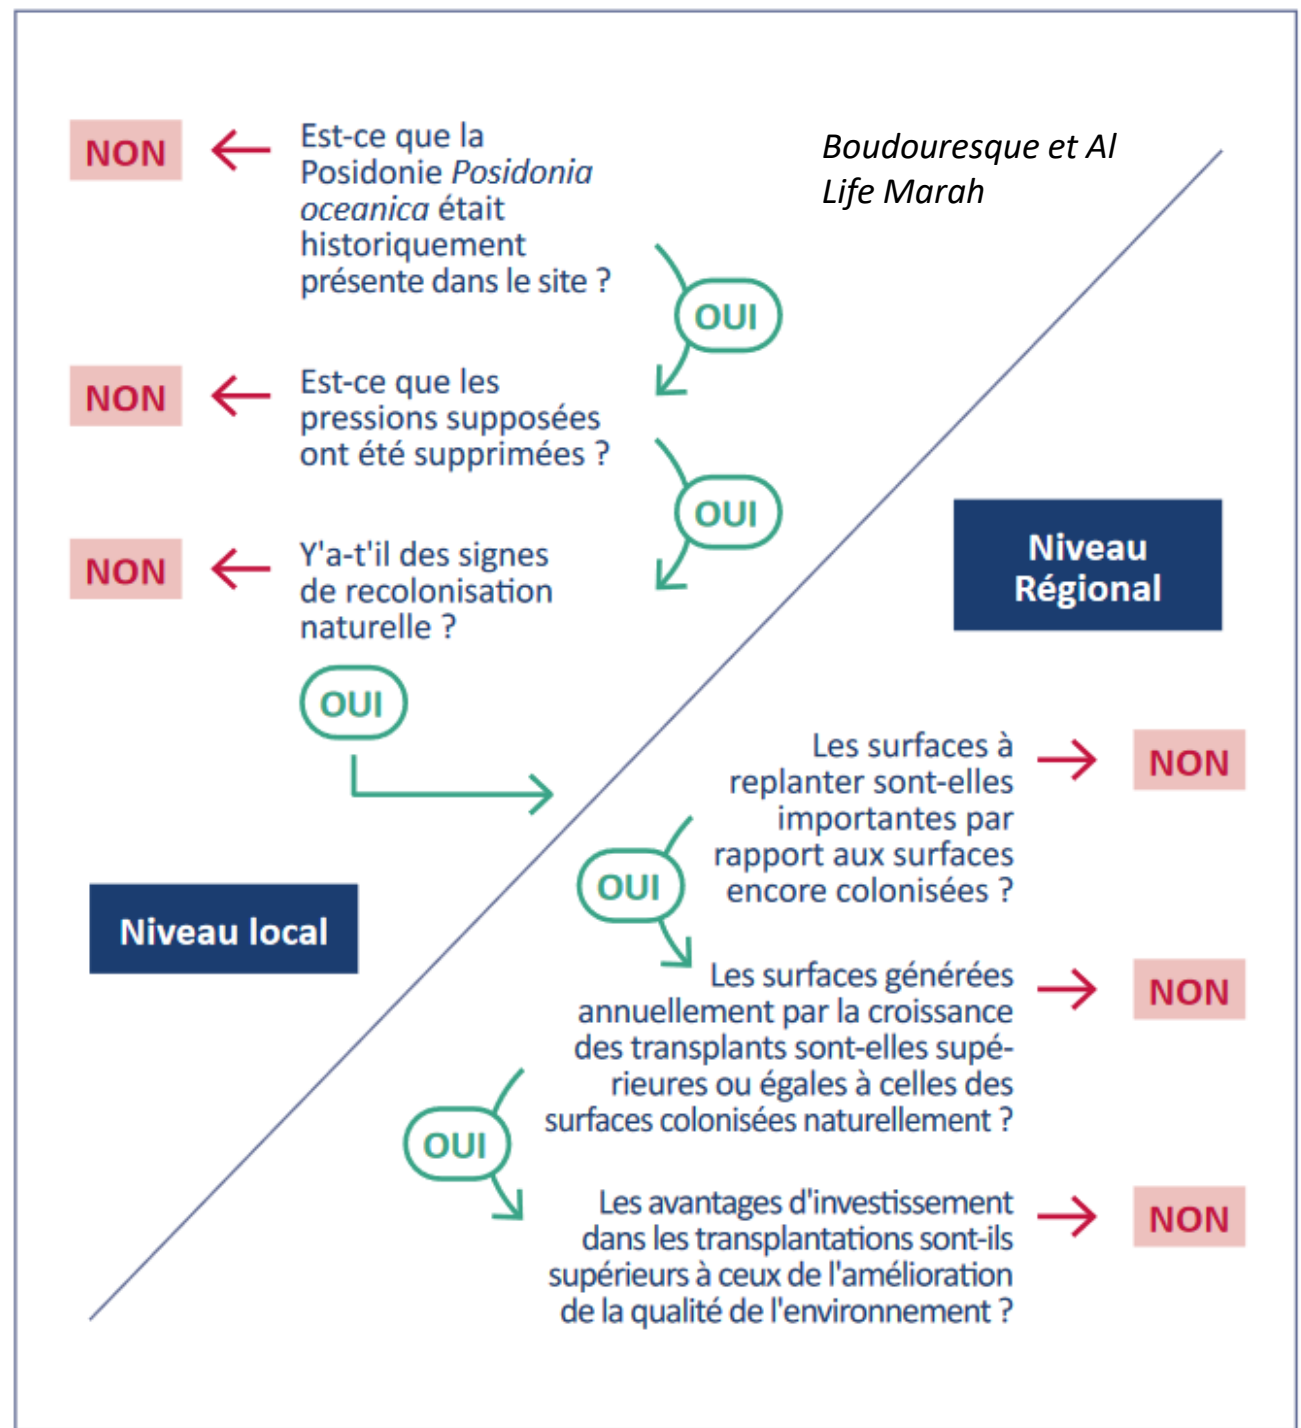 NON
Est-ce que la
Posidonie Posidonia
oceanica était
historiquement
présente dans le site ?
Boudouresque et Al
Life Marah
OUI
NON
Est-ce que les
pressions supposées
ont été supprimées ?
OUI
NON
Y'a-t'il des signes
de recolonisation
naturelle ?
OUI
Niveau local
Niveau
Régional
Les surfaces à
replanter sont-elles
importantes par
rapport aux surfaces
encore colonisées ?
NON
OUI
Les surfaces générées
annuellement par la croissance
des transplants sont-elles supé-
rieures ou égales à celles des
surfaces colonisées naturellement ?
NON
OUI
Les avantages d'investissement
dans les transplantations sont-ils
supérieurs à ceux de l'amélioration
de la qualité de l'environnement ?
NON